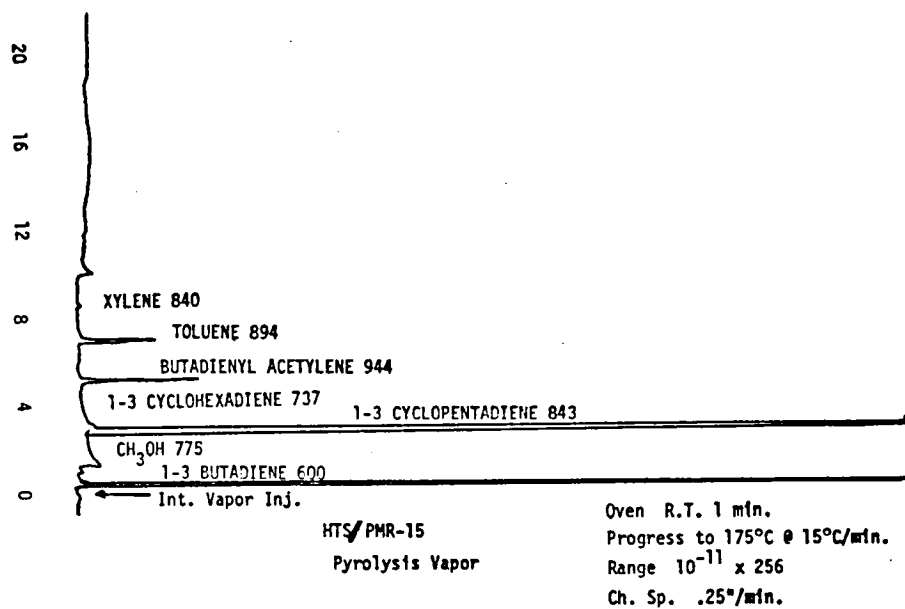 20
16
12
XYLENE 840
8
TOLUENE 894
BUTADIENYL ACETYLENE 944
1-3 CYCLOHEXADIENE 737
4
1-3 CYCLOPENTADIENE 843
CH3OH 775
1-3 BUTADIENE 600
0
Int. Vapor Inj.
HTS/PMR-15
Pyrolysis Vapor
Oven R.T. 1 min.
Progress to 175°C @ 15°C/min.
Range 10⁻¹¹ x 256
Ch. Sp. .25"/min.